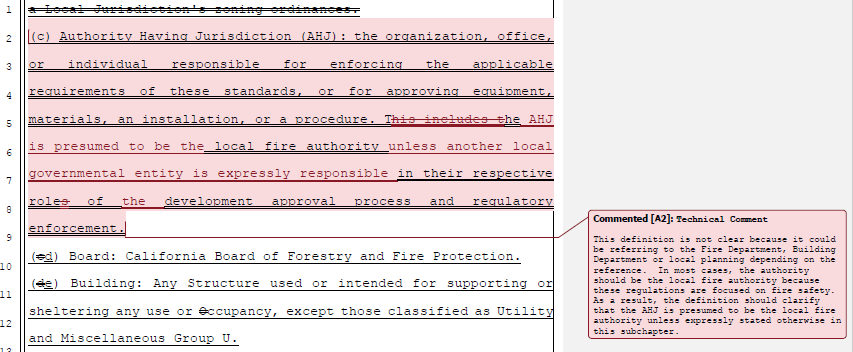 1 a Local Jurisdiction's zoning ordinances.
2 (c) Authority Having Jurisdiction (AHJ): the organization, office,
3 or individual responsible for enforcing the applicable
4 requirements of these standards, or for approving equipment,
5 materials, an installation, or a procedure. This includes the AHJ
6 is presumed to be the local fire authority unless another local
7 governmental entity is expressly responsible in their respective
8 roles of the development approval process and regulatory
9 enforcement.
10 (ed) Board: California Board of Forestry and Fire Protection.
11 (de) Building: Any Structure used or intended for supporting or
12 sheltering any use or Occupancy, except those classified as Utility
13 and Miscellaneous Group U.
Commented [A2]: Technical Comment
This definition is not clear because it could
be referring to the Fire Department, Building
Department or local planning depending on the
reference. In most cases, the authority
should be the local fire authority because
these regulations are focused on fire safety.
As a result, the definition should clarify
that the AHJ is presumed to be the local fire
authority unless expressly stated otherwise in
this subchapter.